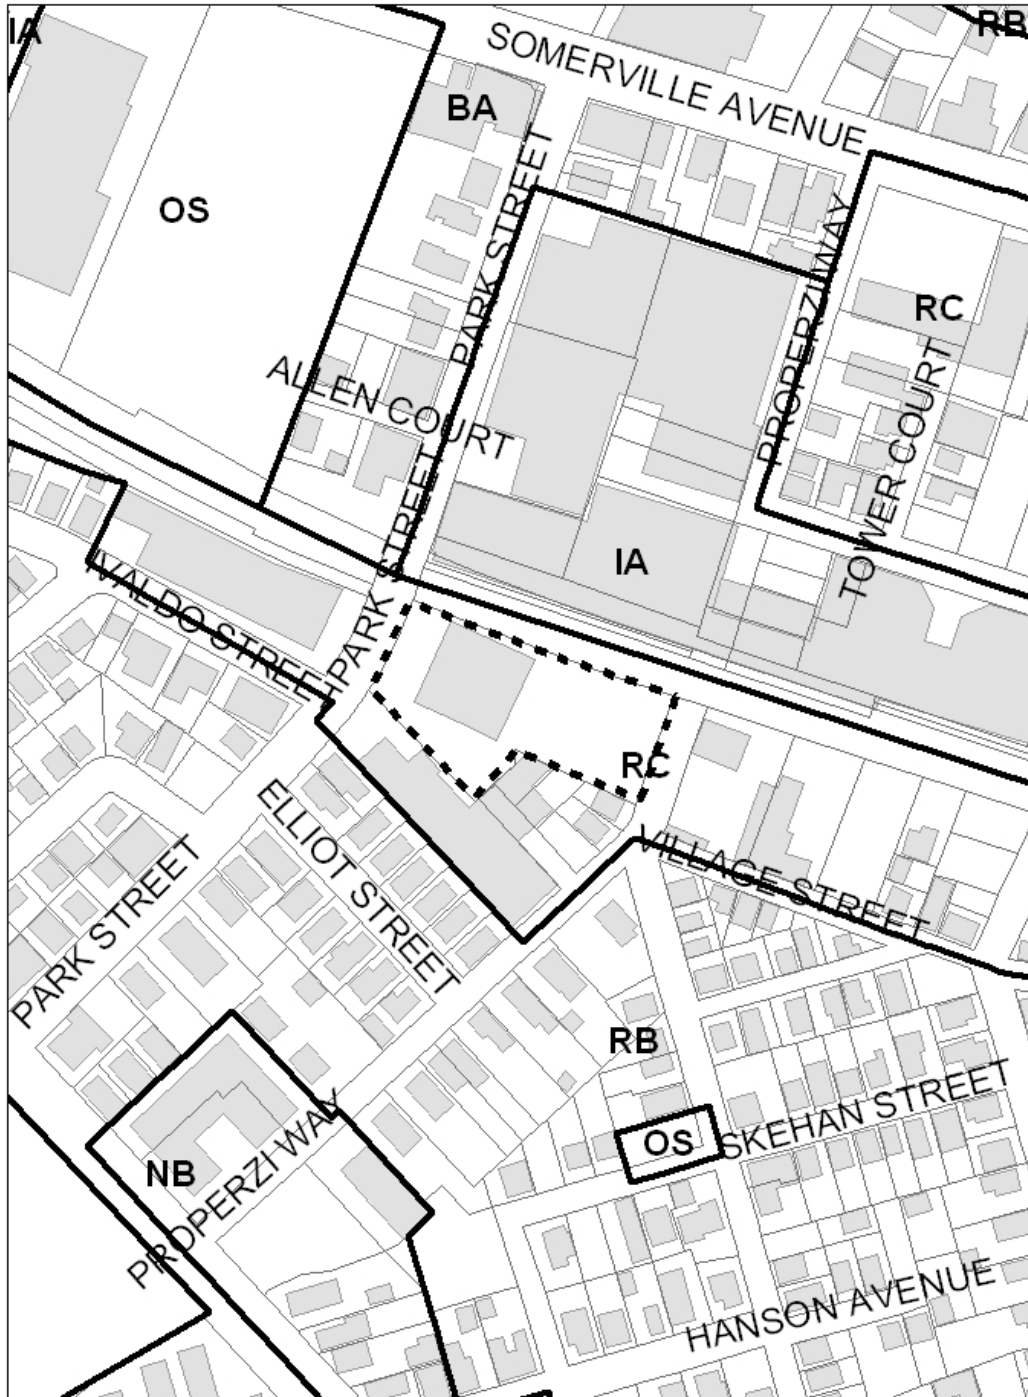 IA
RB
SOMERVILLE AVENUE
BA
OS
PARK STREET
PROPERZI WAY
RC
ALLEN COURT
TOWER COURT
PARK STREET
IA
IVALDO STREET
PARK STREET
RC
ELLIOT STREET
VILLAGE STREET
PARK STREET
RB
SKEHAN STREET
OS
NB
PROPERZI WAY
HANSON AVENUE